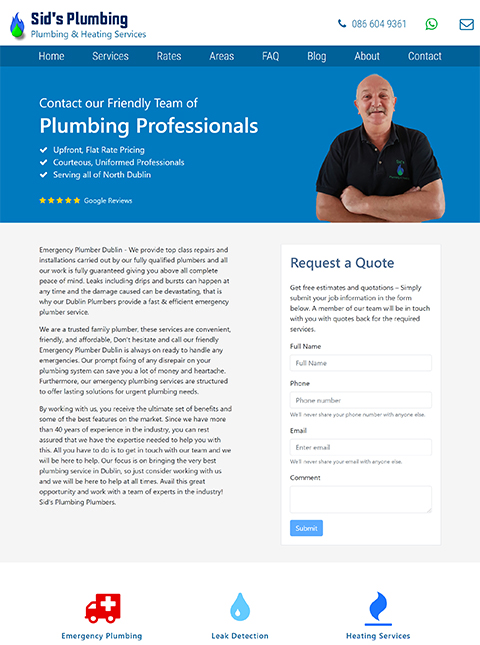 Sid's Plumbing
Plumbing & Heating Services
086 604 9361
Home Services Rates Areas FAQ Blog About Contact
Contact our Friendly Team of
Plumbing Professionals
Upfront, Flat Rate Pricing
Courteous, Uniformed Professionals
Serving all of North Dublin
Google Reviews
Sid's
Emergency Plumber Dublin - We provide top class repairs and
installations carried out by our fully qualified plumbers and all
our work is fully guaranteed giving you above all complete
peace of mind. Leaks including drips and bursts can happen at
any time and the damage caused can be devastating, that is
why our Dublin Plumbers provide a fast & efficient emergency
plumber service.
We are a trusted family plumber, these services are convenient,
friendly, and affordable, Don't hesitate and call our friendly
Emergency Plumber Dublin is always on ready to handle any
emergencies. Our prompt fixing of any disrepair on your
plumbing system can save you a lot of money and heartache.
Furthermore, our emergency plumbing services are structured
to offer lasting solutions for urgent plumbing needs.
By working with us, you receive the ultimate set of benefits and
some of the best features on the market. Since we have more
than 40 years of experience in the industry, you can rest
assured that we have the expertise needed to help you with
this. All you have to do is to get in touch with our team and we
will be here to help. Our focus is on bringing the very best
plumbing service in Dublin, so just consider working with us
and we will be here to help at all times. Avail this great
opportunity and work with a team of experts in the industry!
Sid's Plumbing Plumbers.
Request a Quote
Get free estimates and quotations – Simply
submit your job information in the form
below. A member of our team will be in touch
with you with quotes back for the required
services.
Full Name
Full Name
Phone
Phone number
We'll never share your phone number with anyone else.
Email
Enter email
We'll never share your email with anyone else.
Comment
Submit
Emergency Plumbing
Leak Detection
Heating Services